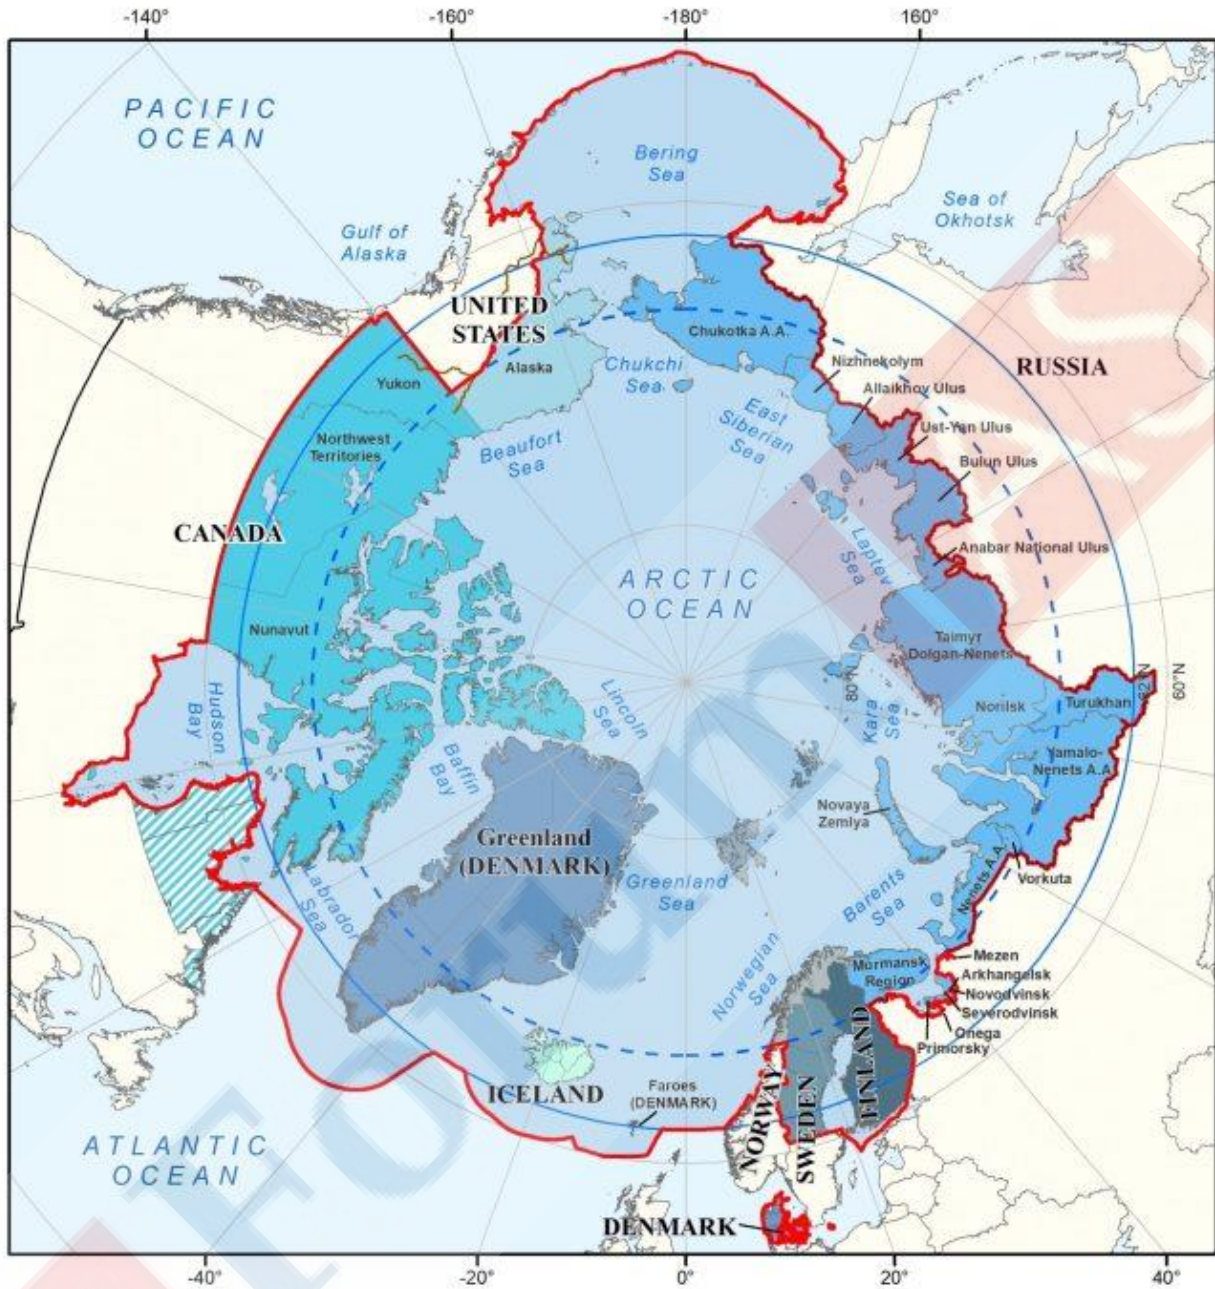 -140°
-160°
-180°
160°
PACIFIC
OCEAN
Bering
Sea
Sea of
Okhotsk
Gulf of
Alaska
UNITED
STATES
Chukotka A.A.
Yukon
Alaska
Chukchi
Sea
Nizhnekolym
RUSSIA
Allaikhov Ulus
East
Siberian
Sea
Ust-Yan Ulus
Northwest
Territories
Beaufort
Sea
Bulun Ulus
CANADA
Laptev
Sea
Anabar National Ulus
ARCTIC
OCEAN
Nunavut
Taimyr
Dolgan-Nenets
80°N
62°N
60°N
Hudson
Bay
Lincoln
Sea
Kara
Sea
Norilsk
Turukhan
Baffin
Bay
Yamalo-
Nenets A.A.
Novaya
Zemlya
Greenland
(DENMARK)
Greenland
Sea
Barents
Sea
Nenets A.A.
Vorkuta
Labrador
Sea
Norwegian
Sea
Mormansk
Region
Mezen
Arkhangelsk
Novodvinsk
Severodvinsk
Onega
Primorsky
ICELAND
Faroes
(DENMARK)
NORWAY
SWEDEN
FINLAND
ATLANTIC
OCEAN
DENMARK
-40°
-20°
0°
20°
40°
Forum
IAS